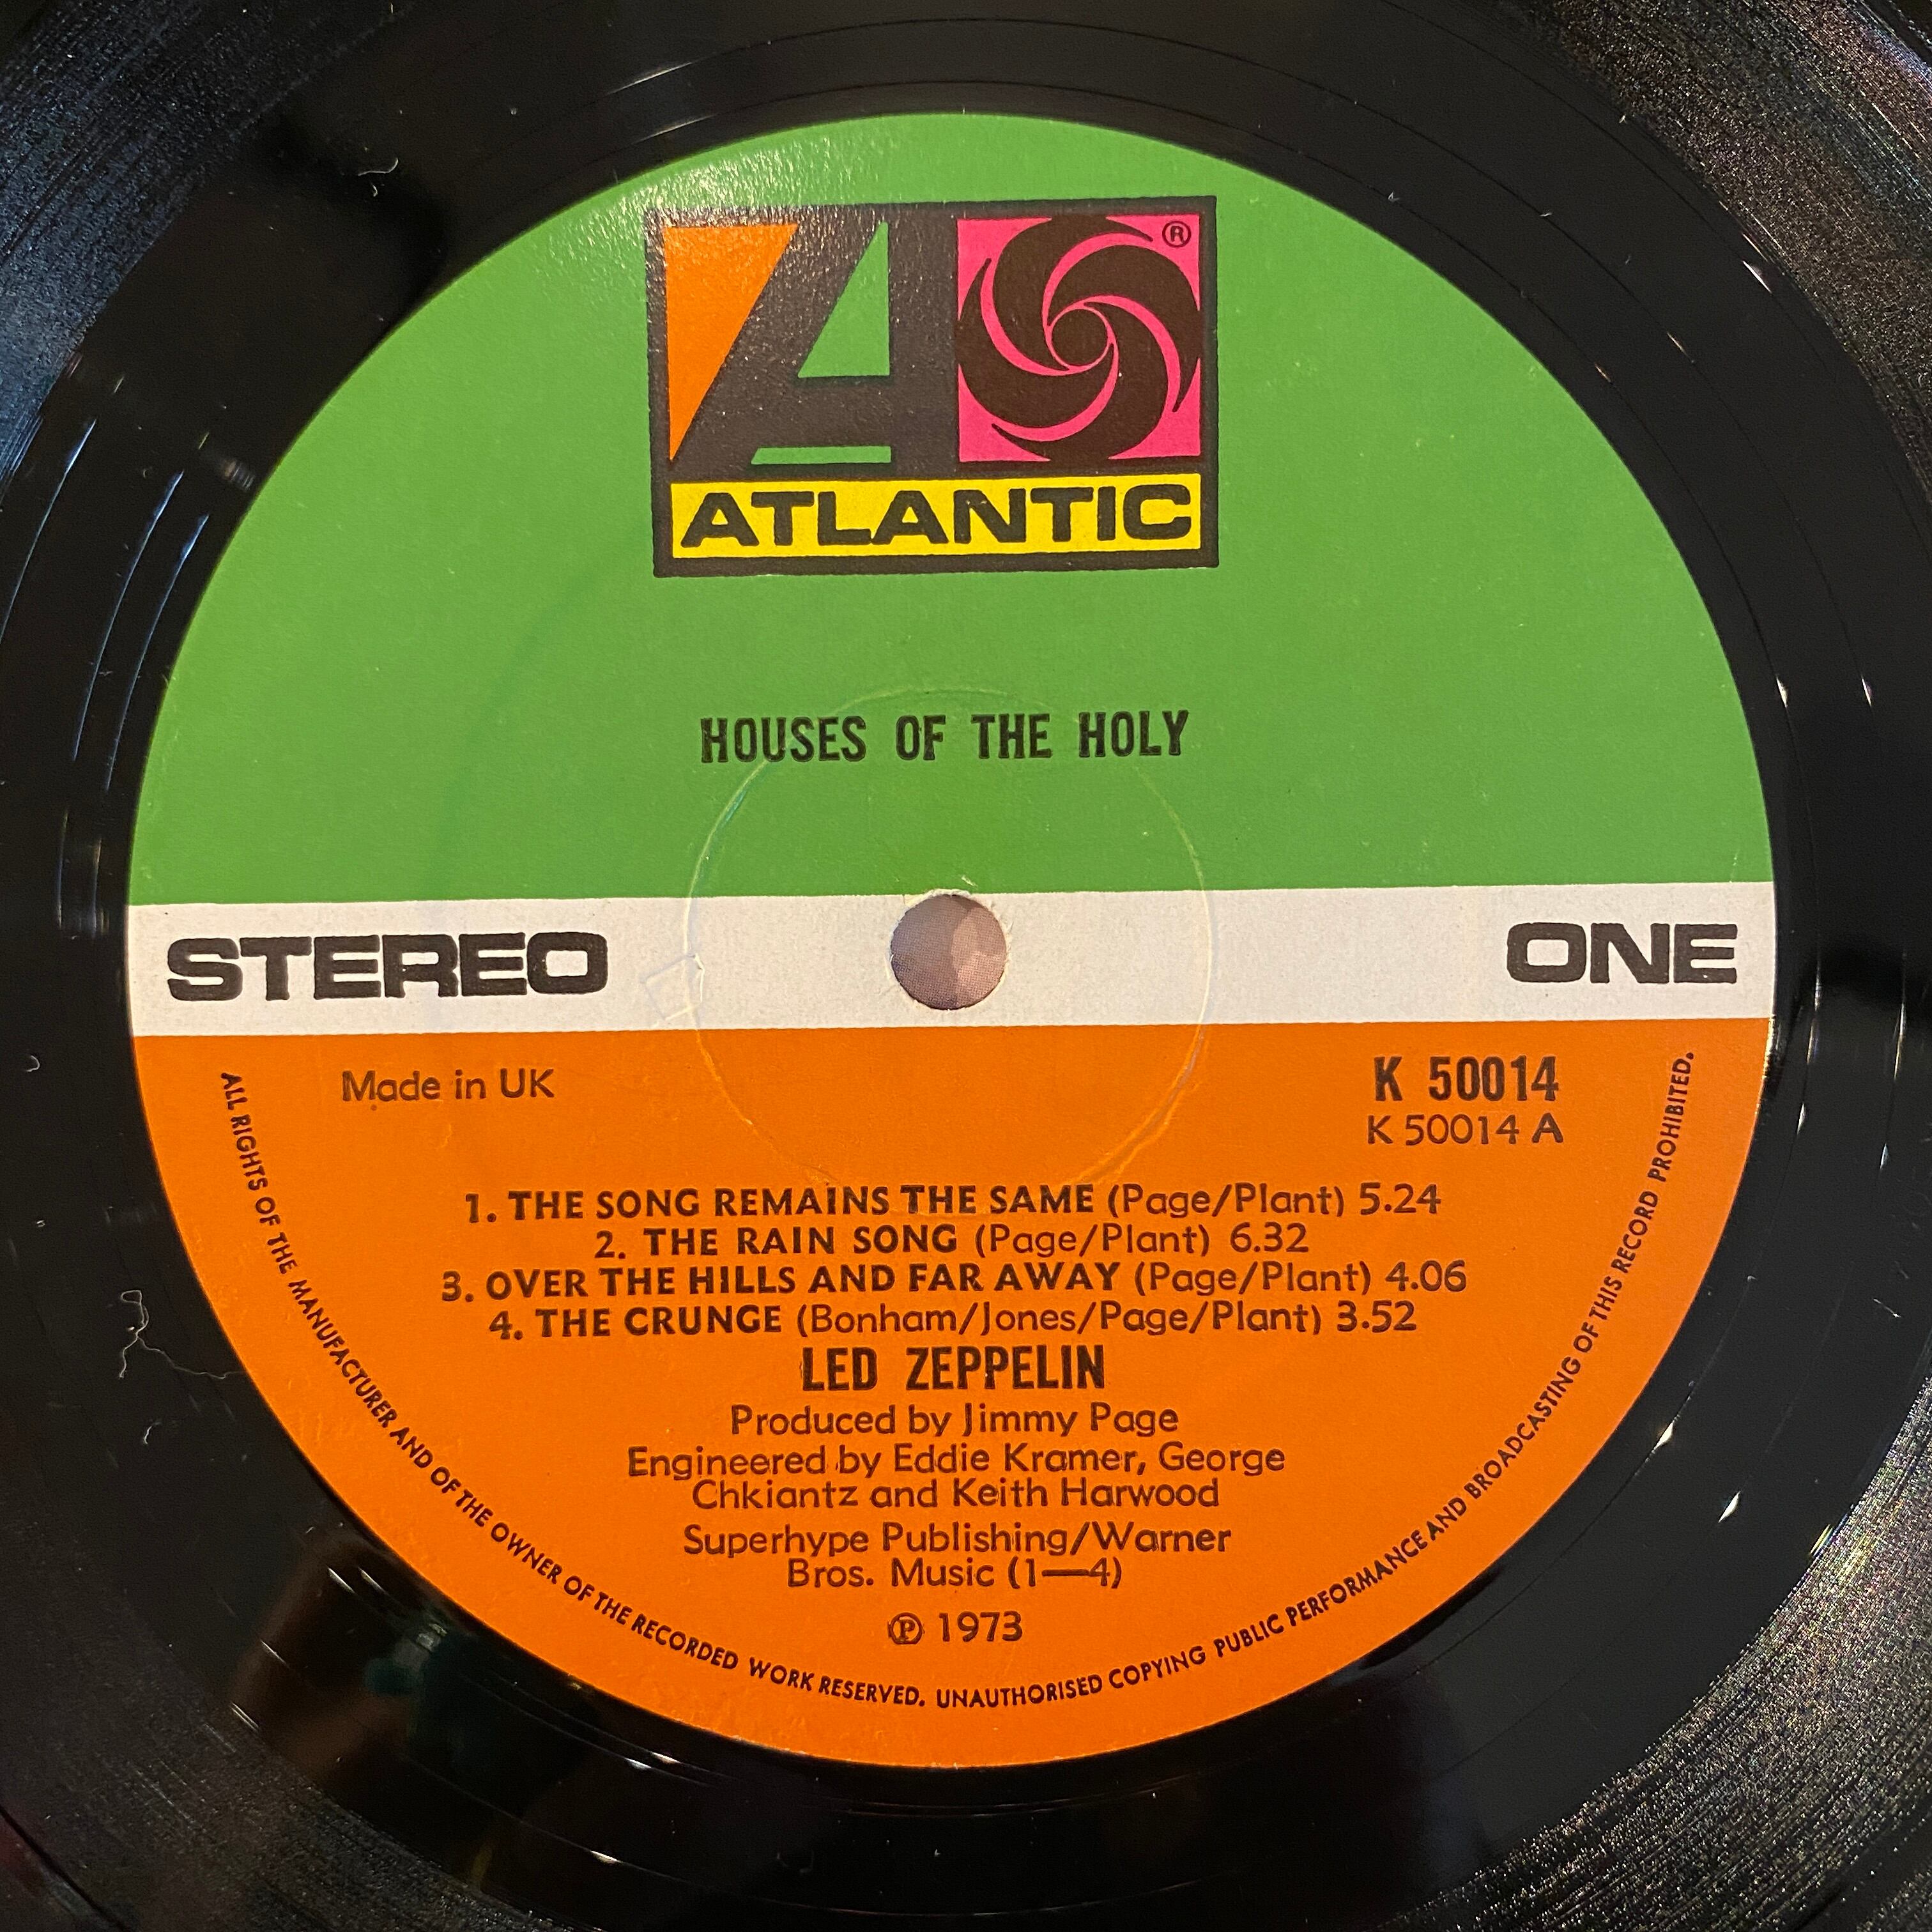 ®
ATLANTIC
HOUSES OF THE HOLY
STEREO
ONE
Made in UK
K 50014
K 50014 A
1. THE SONG REMAINS THE SAME (Page/Plant) 5.24
2. THE RAIN SONG (Page/Plant) 6.32
3. OVER THE HILLS AND FAR AWAY (Page/Plant) 4.06
4. THE CRUNGE (Bonham/Jones/Page/Plant) 3.52
LED ZEPPELIN
Produced by Jimmy Page
Engineered by Eddie Kramer, George
Chkiantz and Keith Harwood
Superhype Publishing/Warner
Bros. Music (1—4)
℗ 1973
ALL RIGHTS OF THE MANUFACTURER AND OF THE OWNER OF THE RECORDED WORK RESERVED. UNAUTHORISED COPYING PUBLIC PERFORMANCE AND BROADCASTING OF THIS RECORD PROHIBITED.